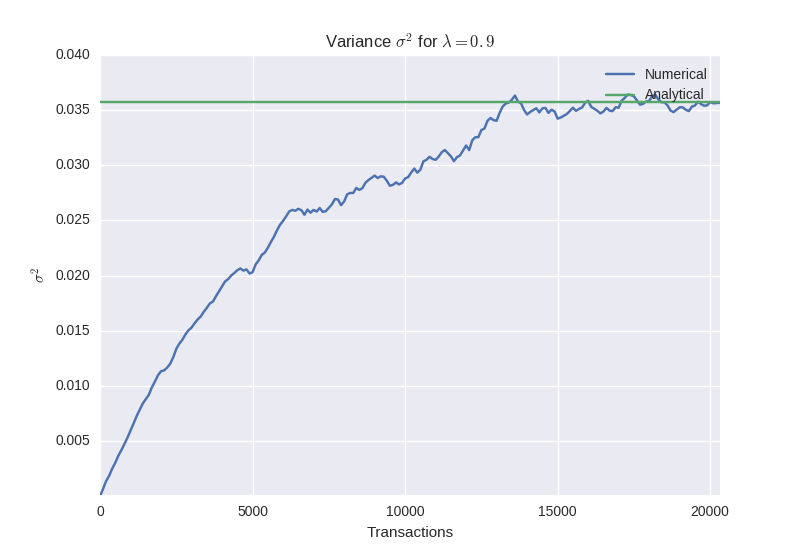 Variance σ² for λ = 0.9
Numerical
Analytical
0.040
0.035
0.030
0.025
0.020
0.015
0.010
0.005
σ²
0 5000 10000 15000 20000
Transactions